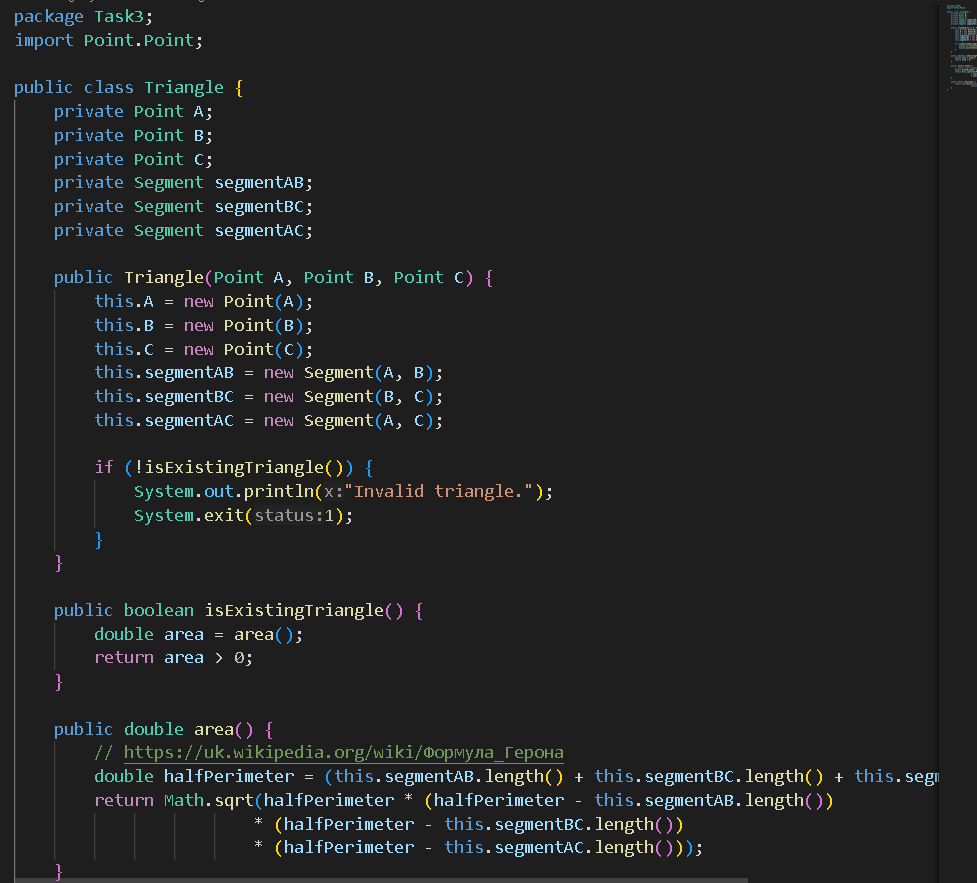 package Task3;
import Point.Point;
public class Triangle {
private Point A;
private Point B;
private Point C;
private Segment segmentAB;
private Segment segmentBC;
private Segment segmentAC;
public Triangle(Point A, Point B, Point C) {
this.A = new Point(A);
this.B = new Point(B);
this.C = new Point(C);
this.segmentAB = new Segment(A, B);
this.segmentBC = new Segment(B, C);
this.segmentAC = new Segment(A, C);
if (!isExistingTriangle()) {
System.out.println(x:"Invalid triangle.");
System.exit(status:1);
}
}
public boolean isExistingTriangle() {
double area = area();
return area > 0;
}
public double area() {
// https://uk.wikipedia.org/wiki/Формула_Герона
double halfPerimeter = (this.segmentAB.length() + this.segmentBC.length() + this.segm
return Math.sqrt(halfPerimeter * (halfPerimeter - this.segmentAB.length())
* (halfPerimeter - this.segmentBC.length())
* (halfPerimeter - this.segmentAC.length()));
}